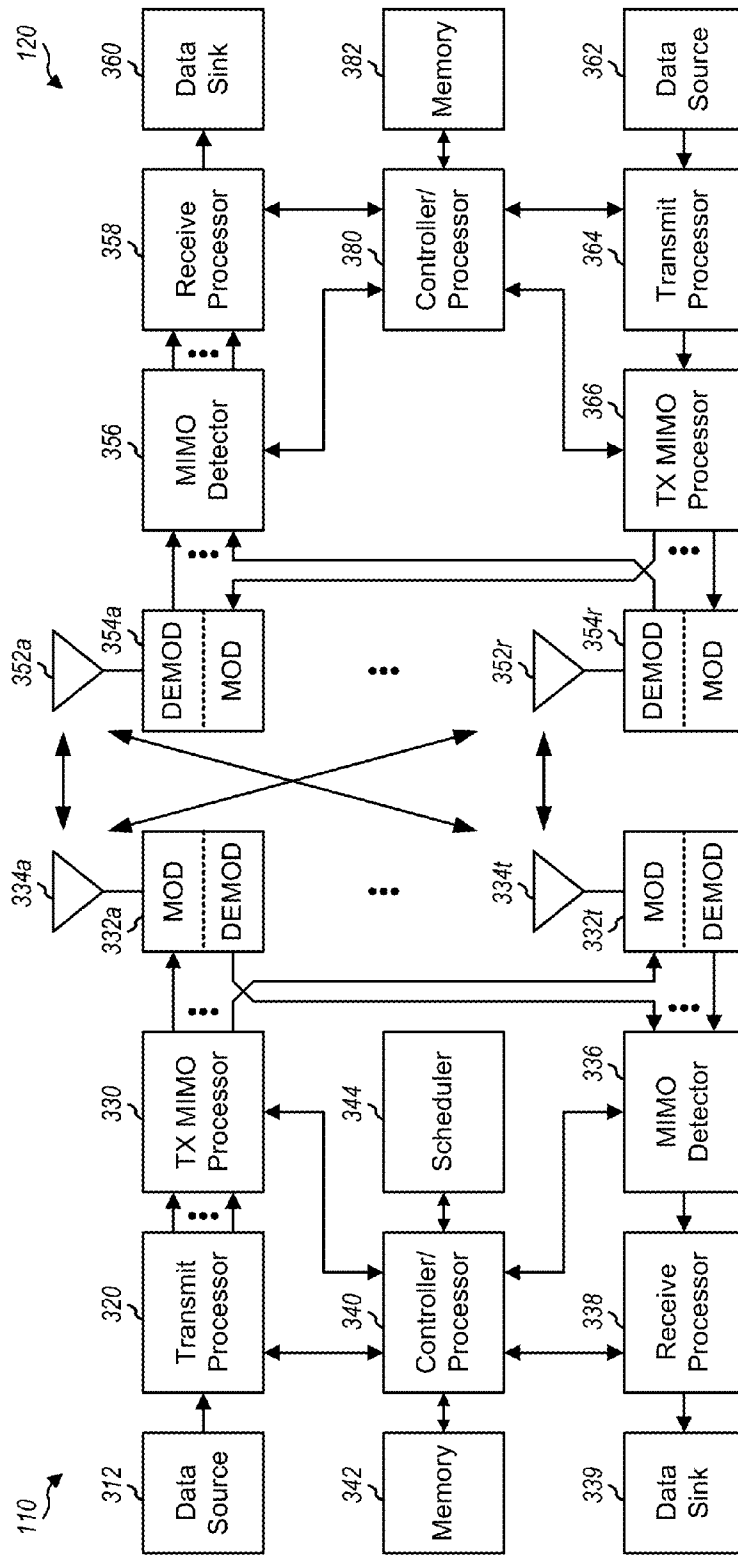 110
120
312
Data
Source
320
Transmit
Processor
330
TX MIMO
Processor
332a
334a
MOD
DEMOD
352a
354a
DEMOD
MOD
356
MIMO
Detector
358
Receive
Processor
360
Data
Sink
342
Memory
340
Controller/
Processor
344
Scheduler
380
Controller/
Processor
382
Memory
339
Data
Sink
338
Receive
Processor
336
MIMO
Detector
332t
334t
MOD
DEMOD
352r
354r
DEMOD
MOD
366
TX MIMO
Processor
364
Transmit
Processor
362
Data
Source